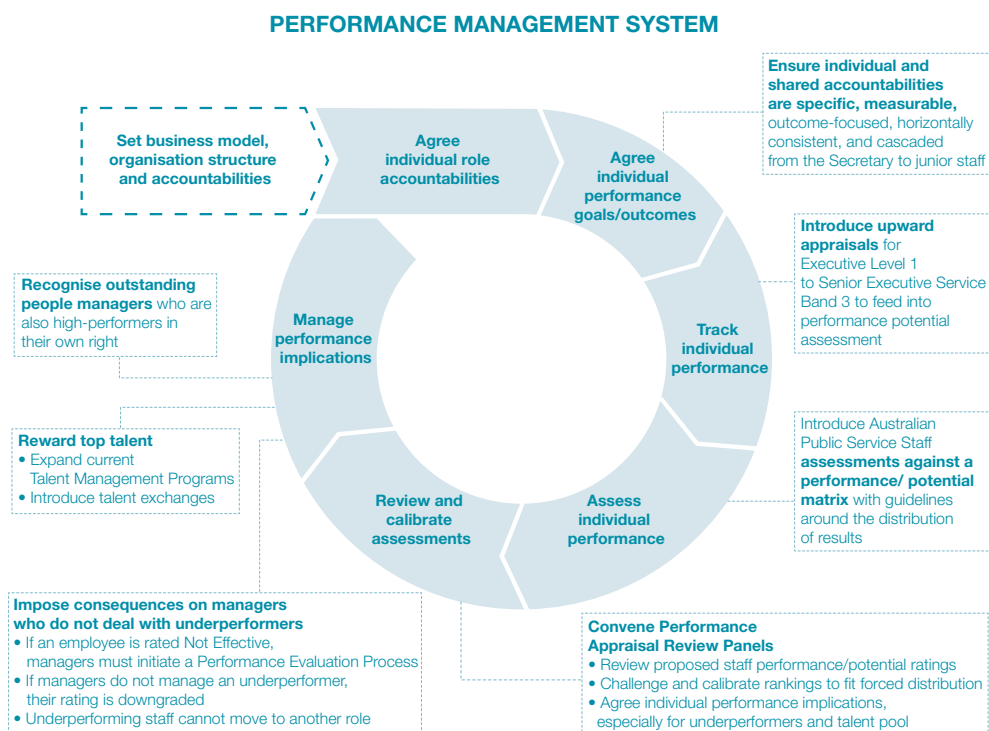 PERFORMANCE MANAGEMENT SYSTEM
Ensure individual and
shared accountabilities
are specific, measurable,
outcome-focused, horizontally
consistent, and cascaded
from the Secretary to junior staff
Set business model,
organisation structure
and accountabilities
Agree
individual role
accountabilities
Agree
individual
performance
goals/outcomes
Introduce upward
appraisals for
Executive Level 1
to Senior Executive Service
Band 3 to feed into
performance potential
assessment
Recognise outstanding
people managers who are
also high-performers in
their own right
Manage
performance
implications
Track
individual
performance
Introduce Australian
Public Service Staff
assessments against a
performance/ potential
matrix with guidelines
around the distribution
of results
Reward top talent
• Expand current
Talent Management Programs
• Introduce talent exchanges
Review and
calibrate
assessments
Assess
individual
performance
Impose consequences on managers
who do not deal with underperformers
• If an employee is rated Not Effective,
managers must initiate a Performance Evaluation Process
• If managers do not manage an underperformer,
their rating is downgraded
• Underperforming staff cannot move to another role
Convene Performance
Appraisal Review Panels
• Review proposed staff performance/potential ratings
• Challenge and calibrate rankings to fit forced distribution
• Agree individual performance implications,
especially for underperformers and talent pool